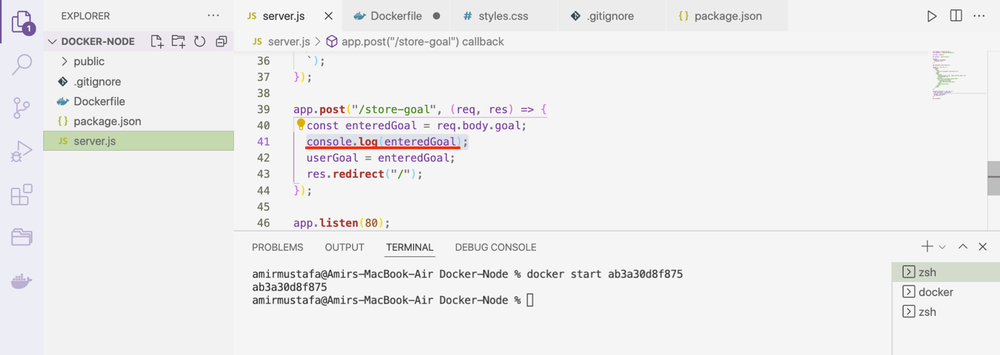 1
EXPLORER
DOCKER-NODE
public
.gitignore
Dockerfile
package.json
JS server.js
JS server.js Dockerfile # styles.css .gitignore {} package.json
JS server.js > app.post("/store-goal") callback
36 `);
37 });
38
39 app.post("/store-goal", (req, res) => {
40 const enteredGoal = req.body.goal;
41 console.log(enteredGoal);
42 userGoal = enteredGoal;
43 res.redirect("/");
44 });
45
46 app.listen(80);
PROBLEMS OUTPUT TERMINAL DEBUG CONSOLE
amirmustafa@Amirs-MacBook-Air Docker-Node % docker start ab3a30d8f875
ab3a30d8f875
amirmustafa@Amirs-MacBook-Air Docker-Node %
zsh
docker
zsh